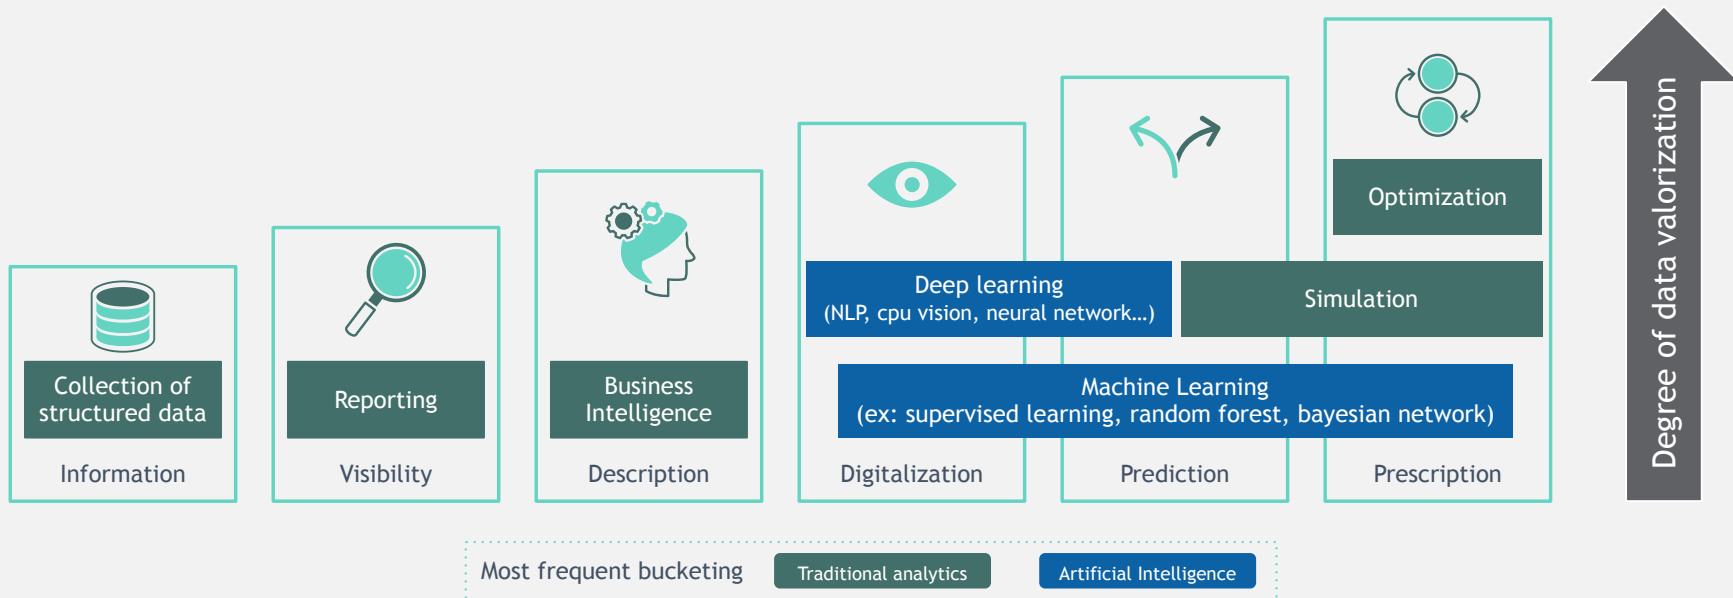 Collection of
structured data
Information
Reporting
Visibility
Business
Intelligence
Description
Deep learning
(NLP, cpu vision, neural network…)
Optimization
Simulation
Machine Learning
(ex: supervised learning, random forest, bayesian network)
Digitalization
Prediction
Prescription
Degree of data valorization
Most frequent bucketing
Traditional analytics
Artificial Intelligence